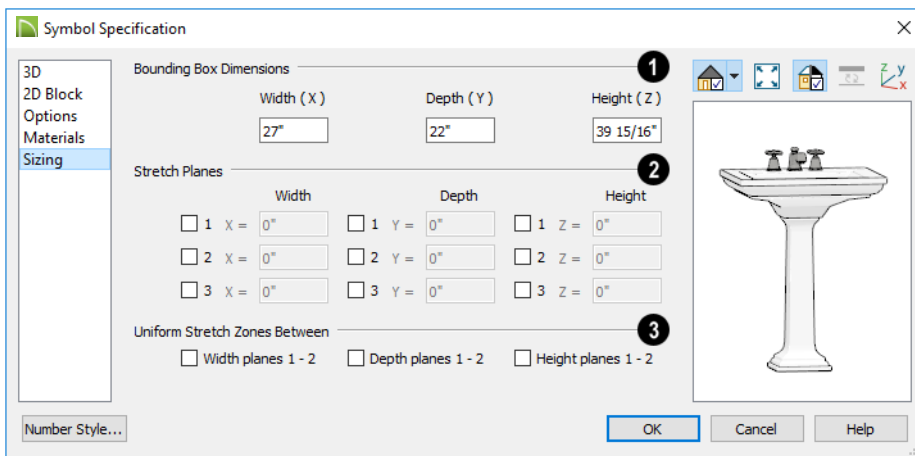 Symbol Specification
3D
2D Block
Options
Materials
Sizing
Bounding Box Dimensions 1
Width ( X ) Depth ( Y ) Height ( Z )
27" 22" 39 15/16"
Stretch Planes 2
Width Depth Height
1 X = 0" 1 Y = 0" 1 Z = 0"
2 X = 0" 2 Y = 0" 2 Z = 0"
3 X = 0" 3 Y = 0" 3 Z = 0"
Uniform Stretch Zones Between 3
Width planes 1 - 2 Depth planes 1 - 2 Height planes 1 - 2
z y
x
Number Style... OK Cancel Help